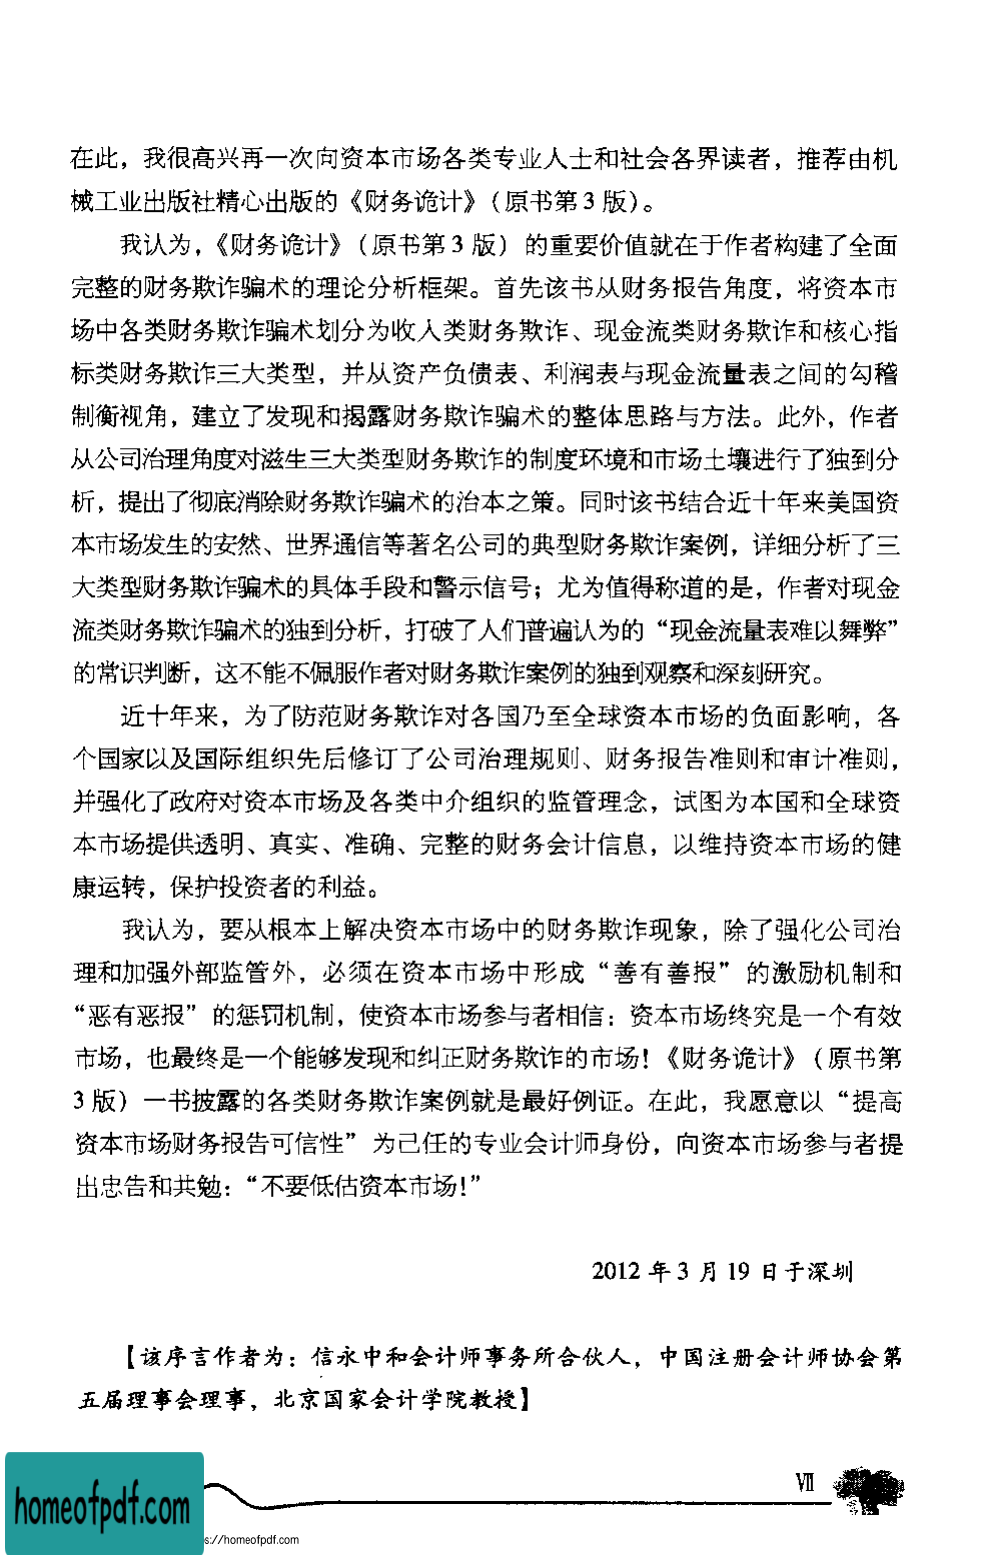 在此，我很高兴再一次向资本市场各类专业人士和社会各界读者，推荐由机
械工业出版社精心出版的《财务诡计》（原书第 3 版）。
我认为，《财务诡计》（原书第 3 版）的重要价值就在于作者构建了全面
完整的财务欺诈骗术的理论分析框架。首先该书从财务报告角度，将资本市
场中各类财务欺诈骗术划分为收入类财务欺诈、现金流类财务欺诈和核心指
标类财务欺诈三大类型，并从资产负债表、利润表与现金流量表之间的勾稽
制衡视角，建立了发现和揭露财务欺诈骗术的整体思路与方法。此外，作者
从公司治理角度对滋生三大类型财务欺诈的制度环境和市场土壤进行了独到分
析，提出了彻底消除财务欺诈骗术的治本之策。同时该书结合近十年来美国资
本市场发生的安然、世界通信等著名公司的典型财务欺诈案例，详细分析了三
大类型财务欺诈骗术的具体手段和警示信号；尤为值得称道的是，作者对现金
流类财务欺诈骗术的独到分析，打破了人们普遍认为的“现金流量表难以舞弊”
的常识判断，这不能不佩服作者对财务欺诈案例的独到观察和深刻研究。
近十年来，为了防范财务欺诈对各国乃至全球资本市场的负面影响，各
个国家以及国际组织先后修订了公司治理规则、财务报告准则和审计准则，
并强化了政府对资本市场及各类中介组织的监管理念，试图为本国和全球资
本市场提供透明、真实、准确、完整的财务会计信息，以维持资本市场的健
康运转，保护投资者的利益。
我认为，要从根本上解决资本市场中的财务欺诈现象，除了强化公司治
理和加强外部监管外，必须在资本市场中形成“善有善报”的激励机制和
“恶有恶报”的惩罚机制，使资本市场参与者相信：资本市场终究是一个有效
市场，也最终是一个能够发现和纠正财务欺诈的市场！《财务诡计》（原书第
3 版）一书披露的各类财务欺诈案例就是最好例证。在此，我愿意以“提高
资本市场财务报告可信性”为己任的专业会计师身份，向资本市场参与者提
出忠告和共勉：“不要低估资本市场！”
2012 年 3 月 19 日于深圳
【该序言作者为：信永中和会计师事务所合伙人，中国注册会计师协会第
五届理事会理事，北京国家会计学院教授】
VII
homeofpdf.com
s://homeofpdf.com